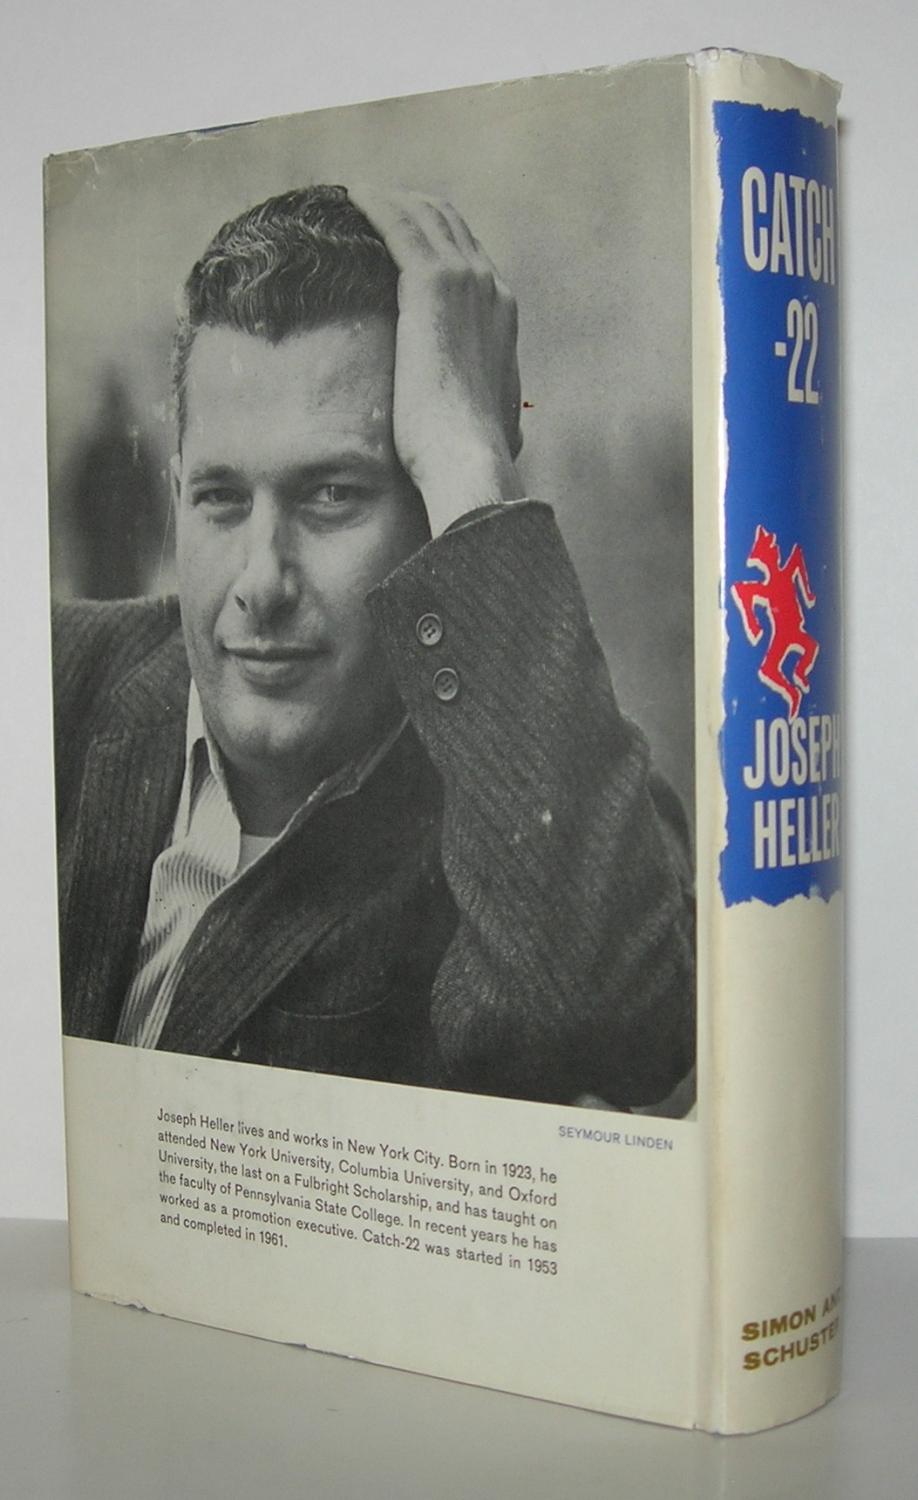 CATCH
-22
JOSEPH
HELLER
SIMON AND
SCHUSTER
SEYMOUR LINDEN
Joseph Heller lives and works in New York City. Born in 1923, he
attended New York University, Columbia University, and Oxford
University, the last on a Fulbright Scholarship, and has taught on
the faculty of Pennsylvania State College. In recent years he has
worked as a promotion executive. Catch-22 was started in 1953
and completed in 1961.